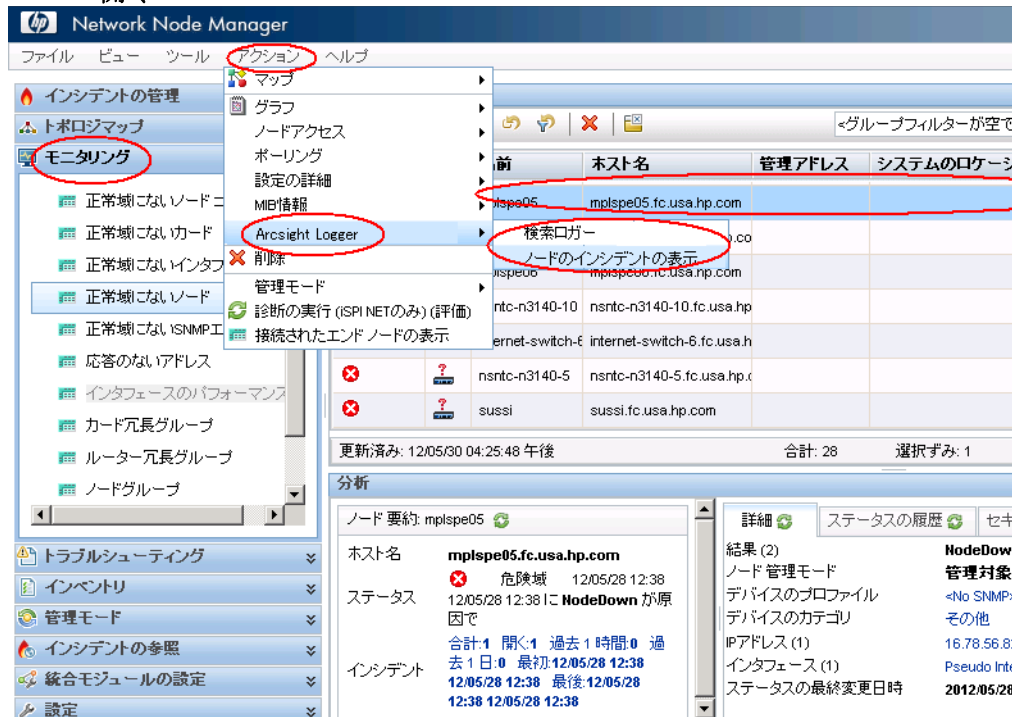 hp Network Node Manager
ファイル ビュー ツール アクション ヘルプ
インシデントの管理
トポロジマップ
モニタリング
正常域にないノード
正常域にないカード
正常域にないインタフ
正常域にないノード
正常域にないSNMPエ
応答のないアドレス
インタフェースのパフォーマンス
カード冗長グループ
ルーター冗長グループ
ノードグループ
トラブルシューティング
インベントリ
管理モード
インシデントの参照
統合モジュールの設定
設定
マップ
グラフ
ノードアクセス
ポーリング
設定の詳細
MIB情報
Arcsight Logger
削除
管理モード
診断の実行 (iSPI NETのみ) (評価)
接続されたエンド ノードの表示
検索ロガー
ノードのインシデントの表示
<グループフィルターが空で
前 ホスト名 管理アドレス システムのロケーシ
mplspe05.fc.usa.hp.com
mplspe06.fc.usa.hp.com
ntc-n3140-10 nsntc-n3140-10.fc.usa.hp
ernet-switch-6 internet-switch-6.fc.usa.h
nsntc-n3140-5 nsntc-n3140-5.fc.usa.hp.c
sussi sussi.fc.usa.hp.com
更新済み: 12/05/30 04:25:48 午後 合計: 28 選択ずみ: 1
分析
ノード 要約: mplspe05
ホスト名 mplspe05.fc.usa.hp.com
ステータス 危険域 12/05/28 12:38
12/05/28 12:38 に NodeDown が原
因で
インシデント 合計:1 開く:1 過去 1 時間:0 過
去 1 日:0 最初:12/05/28 12:38
12/05/28 12:38 最後:12/05/28
12:38 12/05/28 12:38
詳細 ステータスの履歴 セキ
結果 (2) NodeDow
ノード 管理モード 管理対象
デバイスのプロファイル <No SNMP>
デバイスのカテゴリ その他
IPアドレス (1) 16.78.56.8
インタフェース (1) Pseudo Inte
ステータスの最終変更日時 2012/05/28